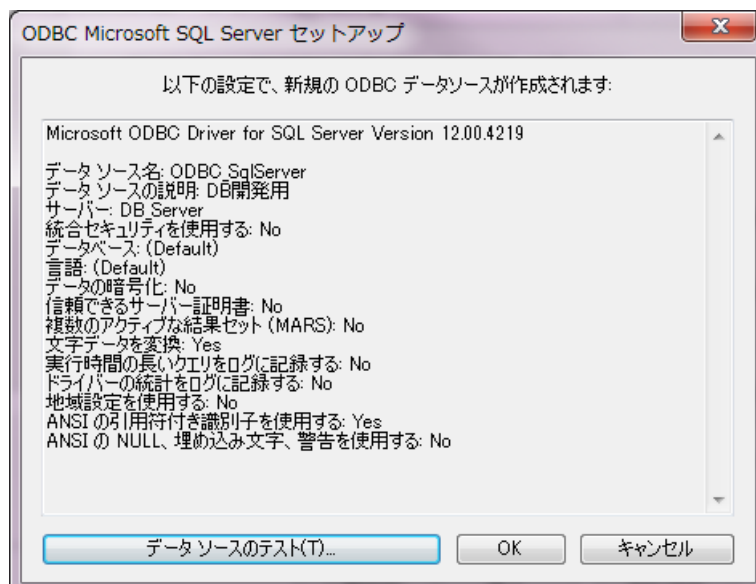 ODBC Microsoft SQL Server セットアップ
以下の設定で、新規の ODBC データソースが作成されます:
Microsoft ODBC Driver for SQL Server Version 12.00.4219
データ ソース名: ODBC_SqlServer
データ ソースの説明: DB開発用
サーバー: DB_Server
統合セキュリティを使用する: No
データベース: (Default)
言語: (Default)
データの暗号化: No
信頼できるサーバー証明書: No
複数のアクティブな結果セット (MARS): No
文字データを変換: Yes
実行時間の長いクエリをログに記録する: No
ドライバーの統計をログに記録する: No
地域設定を使用する: No
ANSI の引用符付き識別子を使用する: Yes
ANSI の NULL、埋め込み文字、警告を使用する: No
データ ソースのテスト(T)...
OK
キャンセル